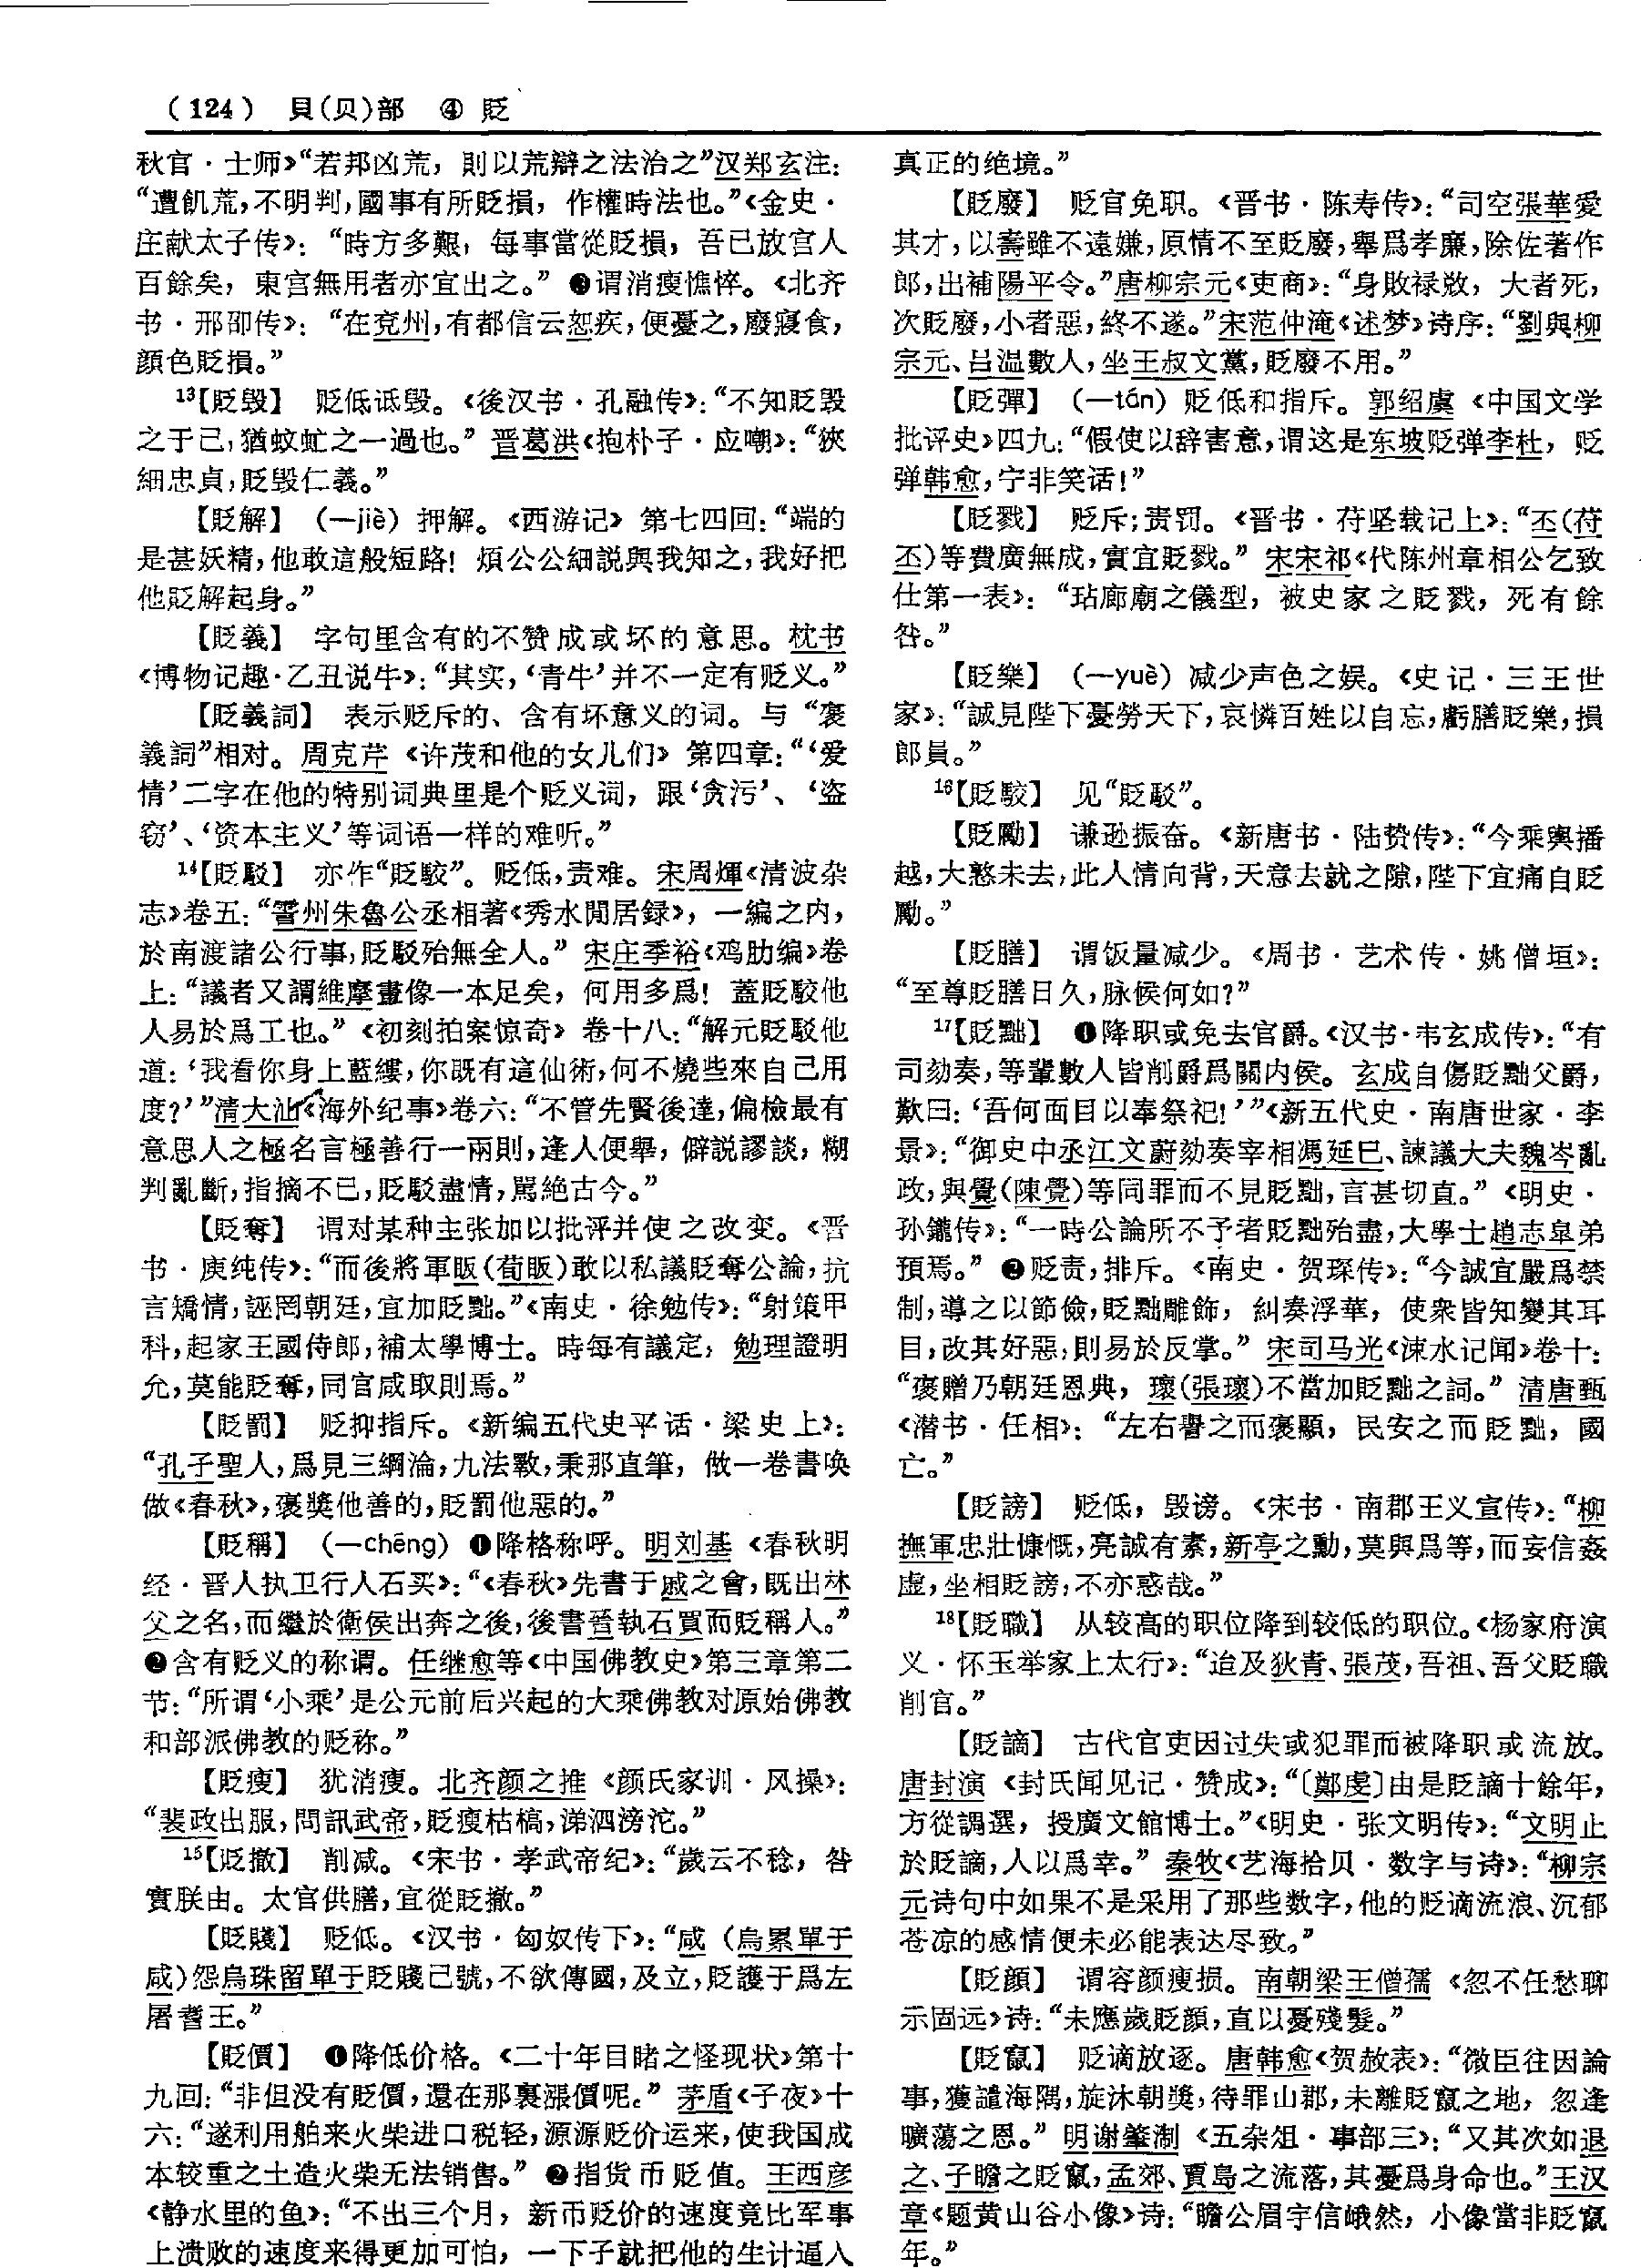 (124) 貝(贝)部 ④ 貶
秋官·士师》“若邦凶荒，則以荒辯之法治之”汉郑玄注：
“遭飢荒，不明判，國事有所貶損，作權時法也。”《金史·
庄献太子传》：“時方多艱，每事當從貶損，吾已放宫人
百餘矣，東宫無用者亦宜出之。”❸谓消瘦憔悴。《北齐
书·邢卲传》：“在兖州，有都信云恕疾，便憂之，廢寢食，
顔色貶損。”
13【貶毁】 贬低诋毁。《後汉书·孔融传》：“不知貶毁
之于己，猶蚊虻之一過也。”晋葛洪《抱朴子·应嘲》：“狹
細忠貞，貶毁仁義。”
【貶解】 （—jiè）押解。《西游记》第七四回：“端的
是甚妖精，他敢這般短路！煩公公細説與我知之，我好把
他貶解起身。”
【貶義】 字句里含有的不赞成或坏的意思。枕书
《博物记趣·乙丑说牛》：“其实，‘青牛’并不一定有贬义。”
【貶義詞】 表示贬斥的、含有坏意义的词。与“褒
義詞”相对。周克芹《许茂和他的女儿们》第四章：“‘爱
情’二字在他的特别词典里是个贬义词，跟‘贪污’、‘盗
窃’、‘资本主义’等词语一样的难听。”
14【貶駁】 亦作“貶駮”。贬低，责难。宋周煇《清波杂
志》卷五：“霅州朱魯公丞相著《秀水閒居録》，一編之内，
於南渡諸公行事，貶駁殆無全人。”宋庄季裕《鸡肋编》卷
上：“議者又謂維摩畫像一本足矣，何用多爲！蓋貶駮他
人易於爲工也。”《初刻拍案惊奇》卷十八：“解元貶駁他
道：‘我看你身上藍縷，你既有這仙術，何不燒些來自己用
度？’”清大汕《海外纪事》卷六：“不管先賢後達，偏檢最有
意思人之極名言極善行一兩則，逢人便舉，僻説謬談，糊
判亂斷，指摘不已，貶駁盡情，罵絶古今。”
【貶奪】 谓对某种主张加以批评并使之改变。《晋
书·庾纯传》：“而後將軍眅(荀眅)敢以私議貶奪公論，抗
言矯情，誣罔朝廷，宜加貶黜。”《南史·徐勉传》：“射策甲
科，起家王國侍郎，補太學博士。時每有議定，勉理證明
允，莫能貶奪，同官咸取則焉。”
【貶罰】 贬抑指斥。《新编五代史平话·梁史上》：
“孔子聖人，爲見三綱淪，九法斁，秉那直筆，做一卷書唤
做《春秋》，褒獎他善的，貶罰他惡的。”
【貶稱】 （—chēng）❶降格称呼。明刘基《春秋明
经·晋人执卫行人石买》：“《春秋》先書于戚之會，既出林
父之名，而繼於衛侯出奔之後，後書晉執石買而貶稱人。”
❷含有贬义的称谓。任继愈等《中国佛教史》第三章第二
节：“所谓‘小乘’是公元前后兴起的大乘佛教对原始佛教
和部派佛教的贬称。”
【貶瘦】 犹消瘦。北齐颜之推《颜氏家训·风操》：
“裴政出服，問訊武帝，貶瘦枯槁，涕泗滂沱。”
15【貶撤】 削减。《宋书·孝武帝纪》：“歲云不稔，咎
實朕由。太官供膳，宜從貶撤。”
【貶賤】 贬低。《汉书·匈奴传下》：“咸（烏累單于
咸）怨烏珠留單于貶賤己號，不欲傳國，及立，貶護于爲左
屠耆王。”
【貶價】 ❶降低价格。《二十年目睹之怪现状》第十
九回：“非但没有貶價，還在那裏漲價呢。”茅盾《子夜》十
六：“遂利用舶来火柴进口税轻，源源贬价运来，使我国成
本较重之土造火柴无法销售。”❷指货币贬值。王西彦
《静水里的鱼》：“不出三个月，新币贬价的速度竟比军事
上溃败的速度来得更加可怕，一下子就把他的生计逼入
真正的绝境。”
【貶廢】 贬官免职。《晋书·陈寿传》：“司空張華愛
其才，以壽雖不遠嫌，原情不至貶廢，舉爲孝廉，除佐著作
郎，出補陽平令。”唐柳宗元《吏商》：“身敗禄敚，大者死，
次貶廢，小者惡，終不遂。”宋范仲淹《述梦》诗序：“劉與柳
宗元、吕温數人，坐王叔文黨，貶廢不用。”
【貶彈】 （—tán）贬低和指斥。郭绍虞《中国文学
批评史》四九：“假使以辞害意，谓这是东坡贬弹李杜，贬
弹韩愈，宁非笑话！”
【貶戮】 贬斥；责罚。《晋书·苻坚载记上》：“丕(苻
丕)等費廣無成，實宜貶戮。”宋宋祁《代陈州章相公乞致
仕第一表》：“玷廊廟之儀型，被史家之貶戮，死有餘
咎。”
【貶樂】 （—yuè）减少声色之娱。《史记·三王世
家》：“誠見陛下憂勞天下，哀憐百姓以自忘，虧膳貶樂，損
郎員。”
16【貶駮】 见“貶駁”。
【貶勵】 谦逊振奋。《新唐书·陆贽传》：“今乘輿播
越，大憝未去，此人情向背，天意去就之隙，陛下宜痛自貶
勵。”
【貶膳】 谓饭量减少。《周书·艺术传·姚僧垣》：
“至尊貶膳日久，脉候何如？”
17【貶黜】 ❶降职或免去官爵。《汉书·韦玄成传》：“有
司劾奏，等輩數人皆削爵爲關内侯。玄成自傷貶黜父爵，
歎曰：‘吾何面目以奉祭祀！’”《新五代史·南唐世家·李
景》：“御史中丞江文蔚劾奏宰相馮延巳、諫議大夫魏岑亂
政，與覺(陳覺)等同罪而不見貶黜，言甚切直。”《明史·
孙鑨传》：“一時公論所不予者貶黜殆盡，大學士趙志皋弟
預焉。”❷贬责，排斥。《南史·贺琛传》：“今誠宜嚴爲禁
制，導之以節儉，貶黜雕飾，糾奏浮華，使衆皆知變其耳
目，改其好惡，則易於反掌。”宋司马光《涑水记闻》卷十：
“褒贈乃朝廷恩典，瓌(張瓌)不當加貶黜之詞。”清唐甄
《潜书·任相》：“左右譽之而褒顯，民安之而貶黜，國
亡。”
【貶謗】 贬低，毁谤。《宋书·南郡王义宣传》：“柳
撫軍忠壯慷慨，亮誠有素，新亭之勳，莫與爲等，而妄信姦
虚，坐相貶謗，不亦惑哉。”
18【貶職】 从较高的职位降到较低的职位。《杨家府演
义·怀玉举家上太行》：“迨及狄青、張茂，吾祖、吾父貶職
削官。”
【貶謫】 古代官吏因过失或犯罪而被降职或流放。
唐封演《封氏闻见记·赞成》：“〔鄭虔〕由是貶謫十餘年，
方從調選，授廣文館博士。”《明史·张文明传》：“文明止
於貶謫，人以爲幸。”秦牧《艺海拾贝·数字与诗》：“柳宗
元诗句中如果不是采用了那些数字，他的贬谪流浪、沉郁
苍凉的感情便未必能表达尽致。”
【貶顔】 谓容颜瘦损。南朝梁王僧孺《忽不任愁聊
示固远》诗：“未應歲貶顔，直以憂殘髮。”
【貶竄】 贬谪放逐。唐韩愈《贺赦表》：“微臣往因論
事，獲譴海隅，旋沐朝獎，待罪山郡，未離貶竄之地，忽逢
曠蕩之恩。”明谢肇淛《五杂俎·事部三》：“又其次如退
之、子瞻之貶竄，孟郊、賈島之流落，其憂爲身命也。”王汉
章《题黄山谷小像》诗：“瞻公眉宇信峨然，小像當非貶竄
年。”